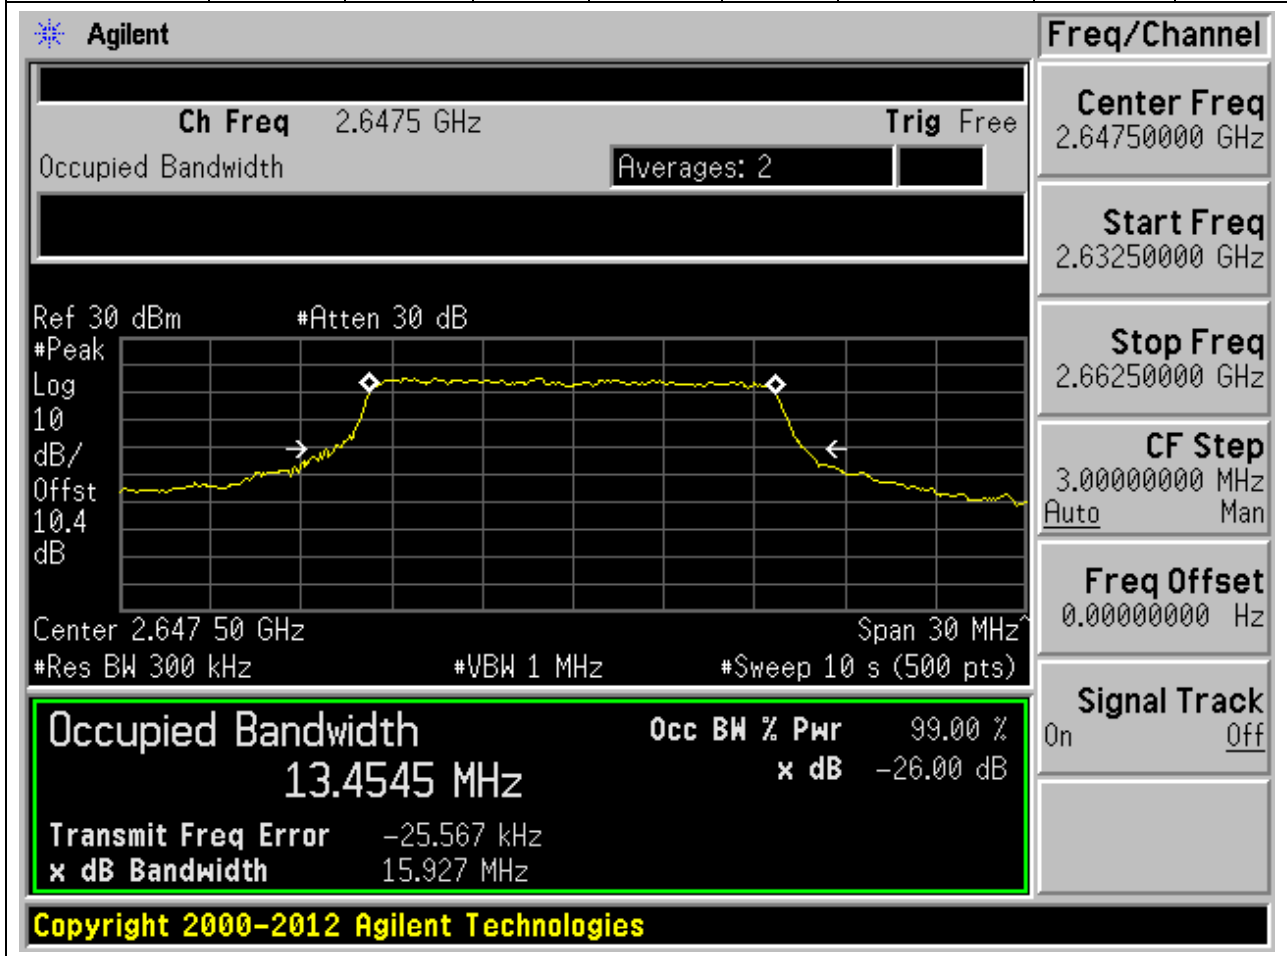 Agilent
Freq/Channel
Ch Freq 2.6475 GHz Trig Free
Occupied Bandwidth Averages: 2
Ref 30 dBm #Atten 30 dB
#Peak
Log
10
dB/
Offst
10.4
dB
Center 2.647 50 GHz Span 30 MHz^
#Res BW 300 kHz #VBW 1 MHz #Sweep 10 s (500 pts)
Occupied Bandwidth Occ BW % Pwr 99.00 %
13.4545 MHz x dB -26.00 dB
Transmit Freq Error -25.567 kHz
x dB Bandwidth 15.927 MHz
Copyright 2000-2012 Agilent Technologies
Center Freq
2.64750000 GHz
Start Freq
2.63250000 GHz
Stop Freq
2.66250000 GHz
CF Step
3.00000000 MHz
Auto Man
Freq Offset
0.00000000 Hz
Signal Track
On Off